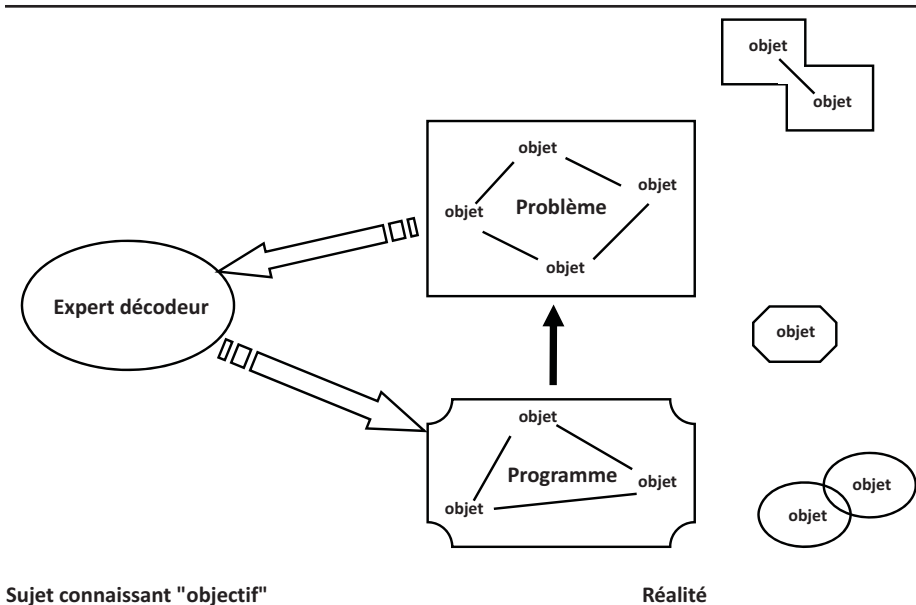 objet
objet
objet
objet
Problème
objet
objet
Expert décodeur
objet
objet
Programme
objet
objet
objet
objet
Sujet connaissant "objectif"
Réalité